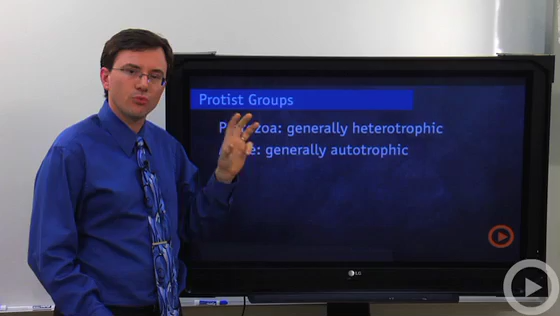 Protist Groups
generally heterotrophic
generally autotrophic
LG